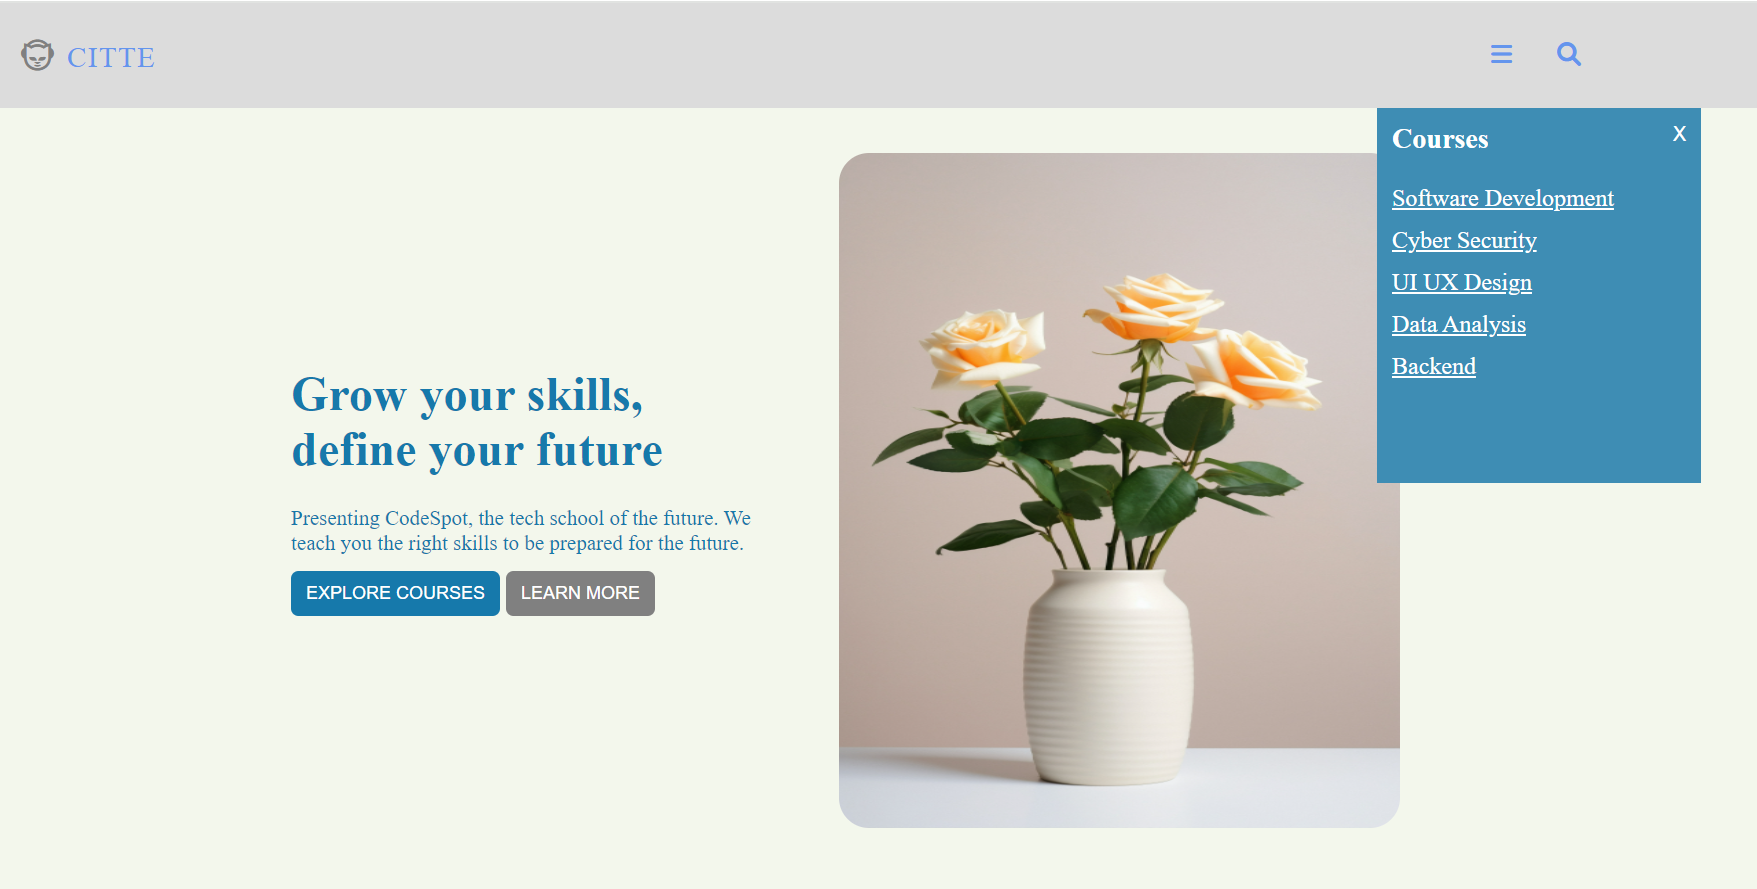 CITTE
Courses
X
Software Development
Cyber Security
UI UX Design
Data Analysis
Backend
Grow your skills,
define your future
Presenting CodeSpot, the tech school of the future. We
teach you the right skills to be prepared for the future.
EXPLORE COURSES
LEARN MORE